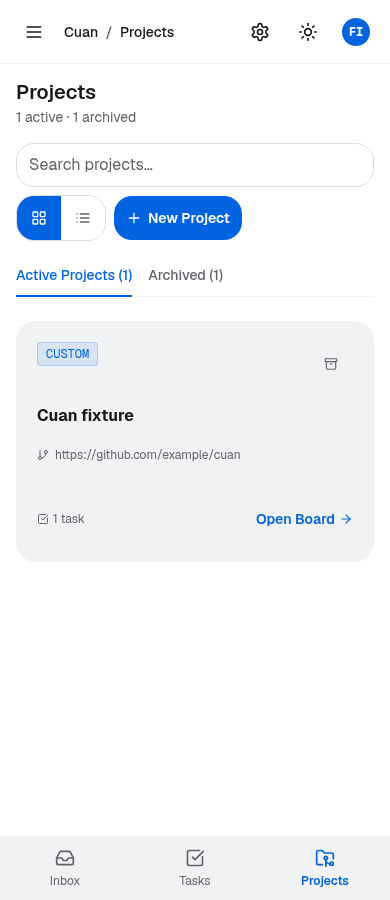 Cuan / Projects
FI
Projects
1 active · 1 archived
Search projects...
New Project
Active Projects (1)
Archived (1)
CUSTOM
Cuan fixture
https://github.com/example/cuan
1 task
Open Board
Inbox
Tasks
Projects